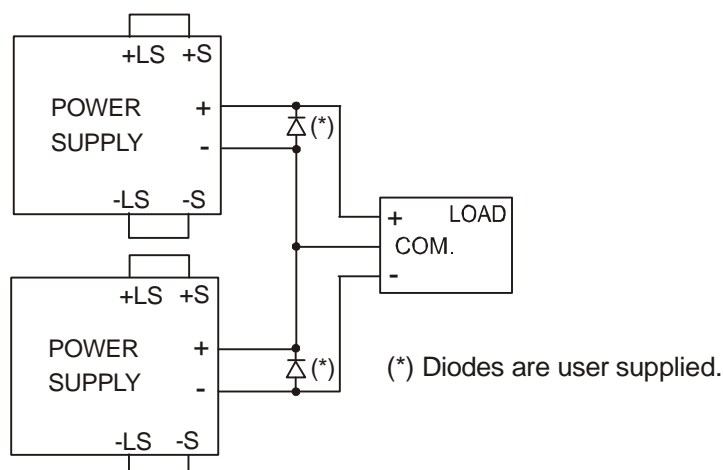 +LS +S
POWER +
SUPPLY -
(*)
-LS -S
+ LOAD
COM.
-
+LS +S
POWER +
SUPPLY -
(*)
(*) Diodes are user supplied.
-LS -S